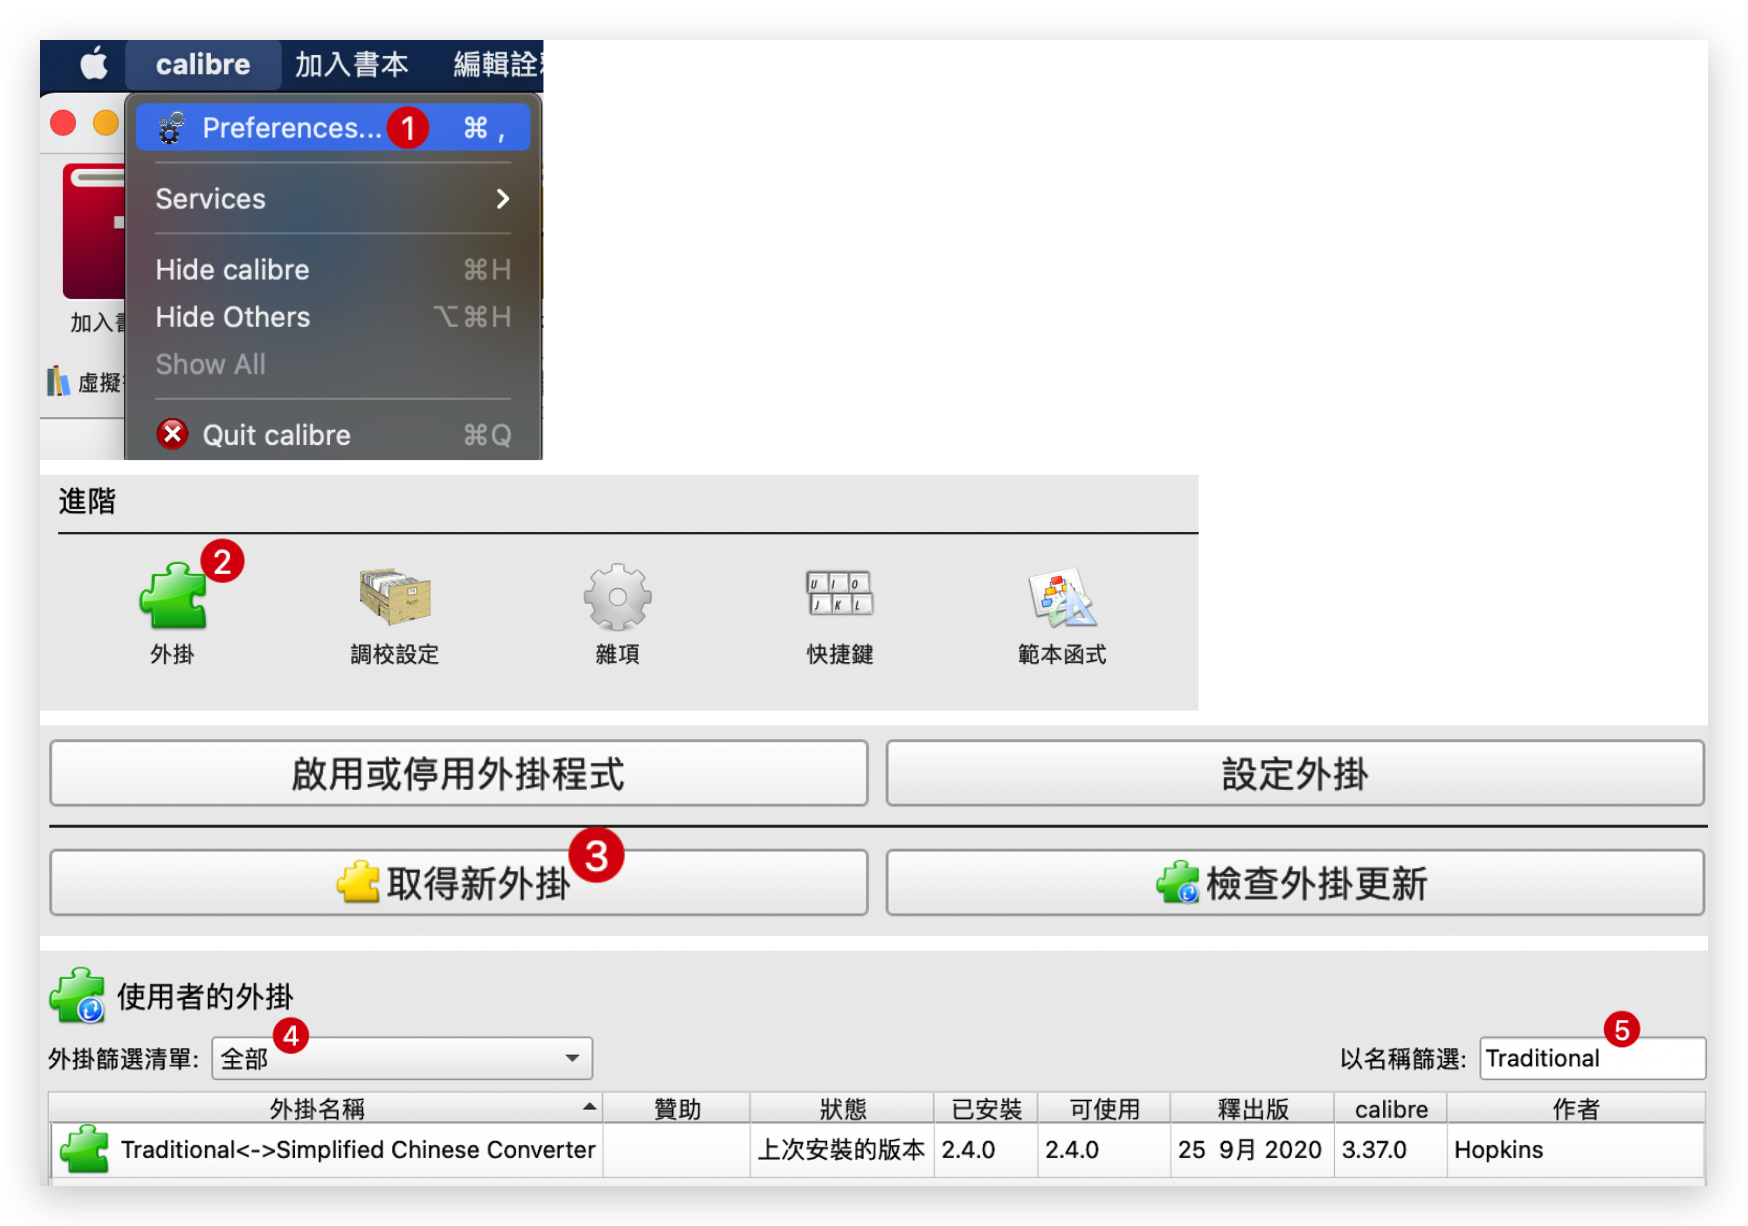 calibre 加入書本 編輯詮
Preferences... 1 ⌘ ,
Services
Hide calibre ⌘H
Hide Others ⌥⌘H
加入
Show All
虛擬
Quit calibre ⌘Q
進階
2
外掛 調校設定 雜項 快捷鍵 範本函式
U I O
J K L
啟用或停用外掛程式 設定外掛
3
取得新外掛 檢查外掛更新
使用者的外掛
4 5
外掛篩選清單: 全部 以名稱篩選: Traditional
外掛名稱 贊助 狀態 已安裝 可使用 釋出版 calibre 作者
Traditional<->Simplified Chinese Converter 上次安裝的版本 2.4.0 2.4.0 25 9月 2020 3.37.0 Hopkins